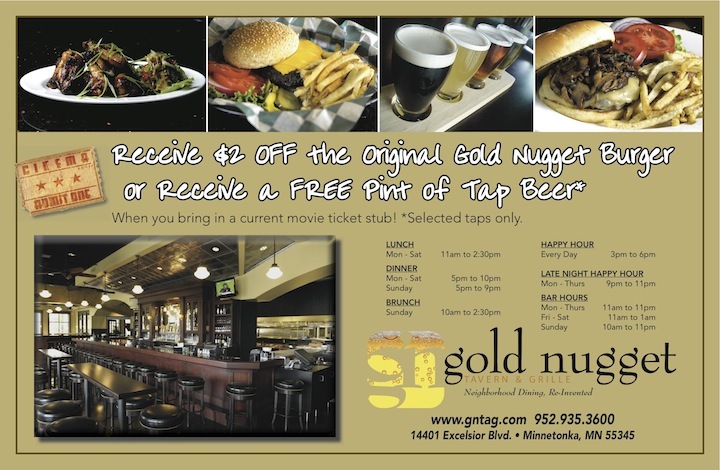 CINEMA
ADMIT ONE
Receive $2 OFF the Original Gold Nugget Burger
or Receive a FREE Pint of Tap Beer*
When you bring in a current movie ticket stub! *Selected taps only.
LUNCH
Mon - Sat 11am to 2:30pm
DINNER
Mon - Sat 5pm to 10pm
Sunday 5pm to 9pm
BRUNCH
Sunday 10am to 2:30pm
HAPPY HOUR
Every Day 3pm to 6pm
LATE NIGHT HAPPY HOUR
Mon - Thurs 9pm to 11pm
BAR HOURS
Mon - Thurs 11am to 11pm
Fri - Sat 11am to 1am
Sunday 10am to 11pm
gn
gold nugget
TAVERN & GRILLE
Neighborhood Dining, Re-Invented
www.gntag.com 952.935.3600
14401 Excelsior Blvd. • Minnetonka, MN 55345